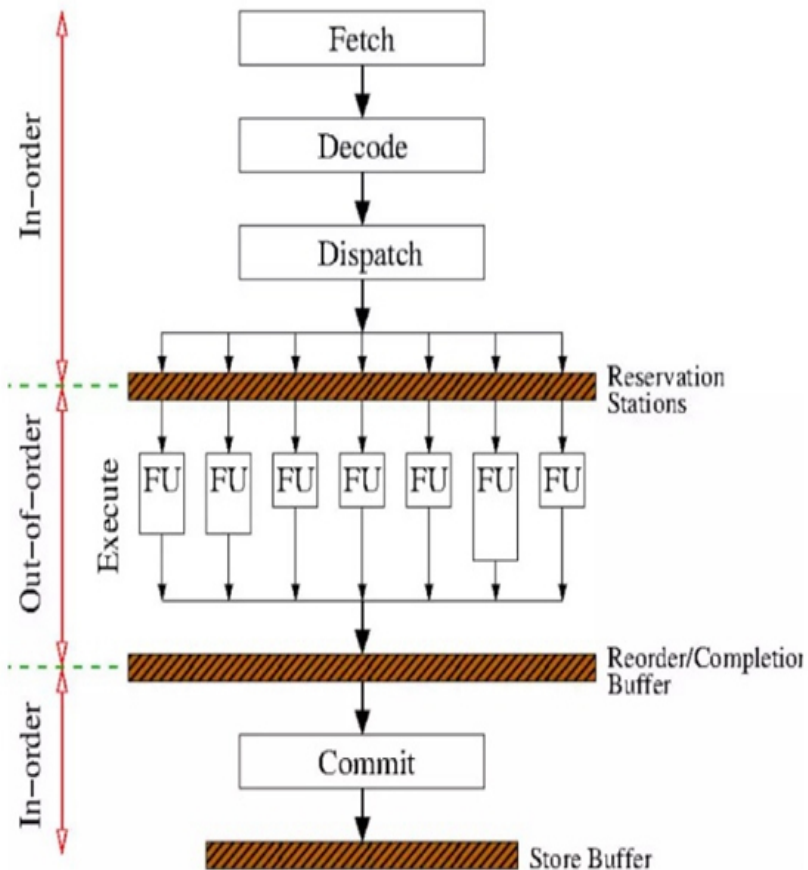 Fetch
Decode
Dispatch
In-order
Reservation
Stations
FU FU FU FU FU FU FU
Execute
Out-of-order
Reorder/Completion
Buffer
Commit
In-order
Store Buffer